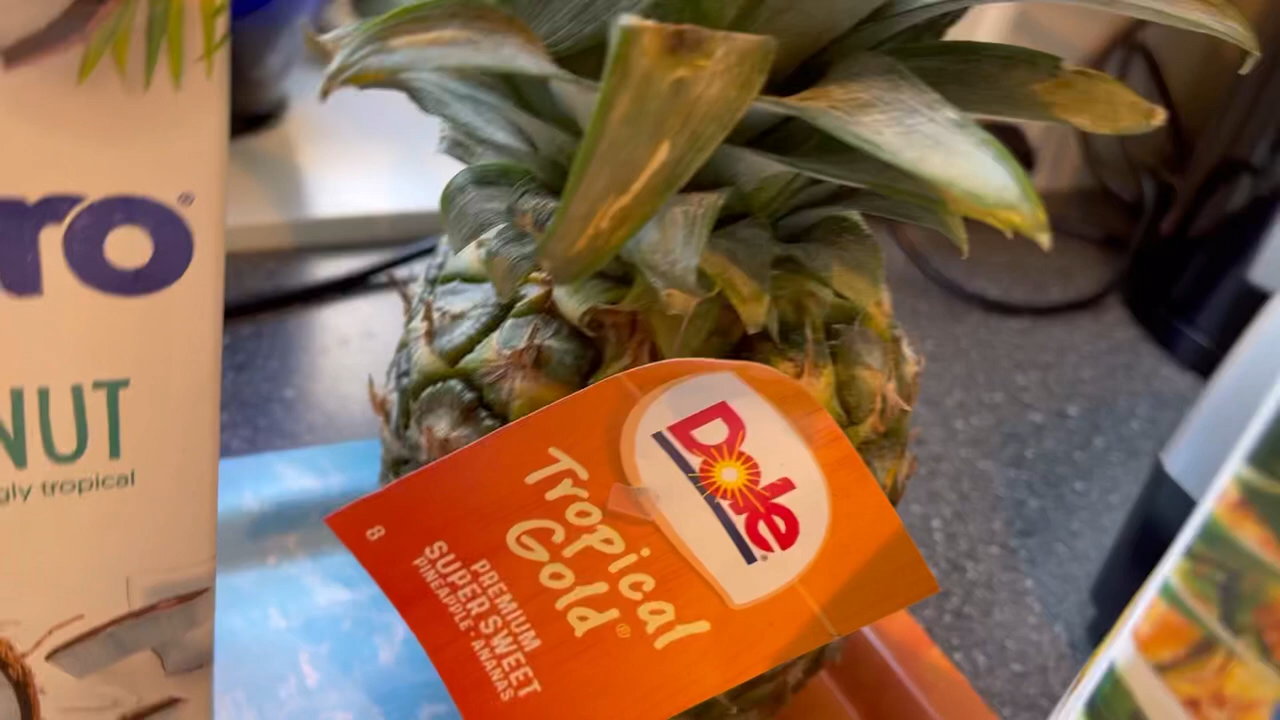 ro®
NUT
gly tropical
Dole®
Tropical
Gold®
PREMIUM
SUPER SWEET
PINEAPPLE · ANANAS
8